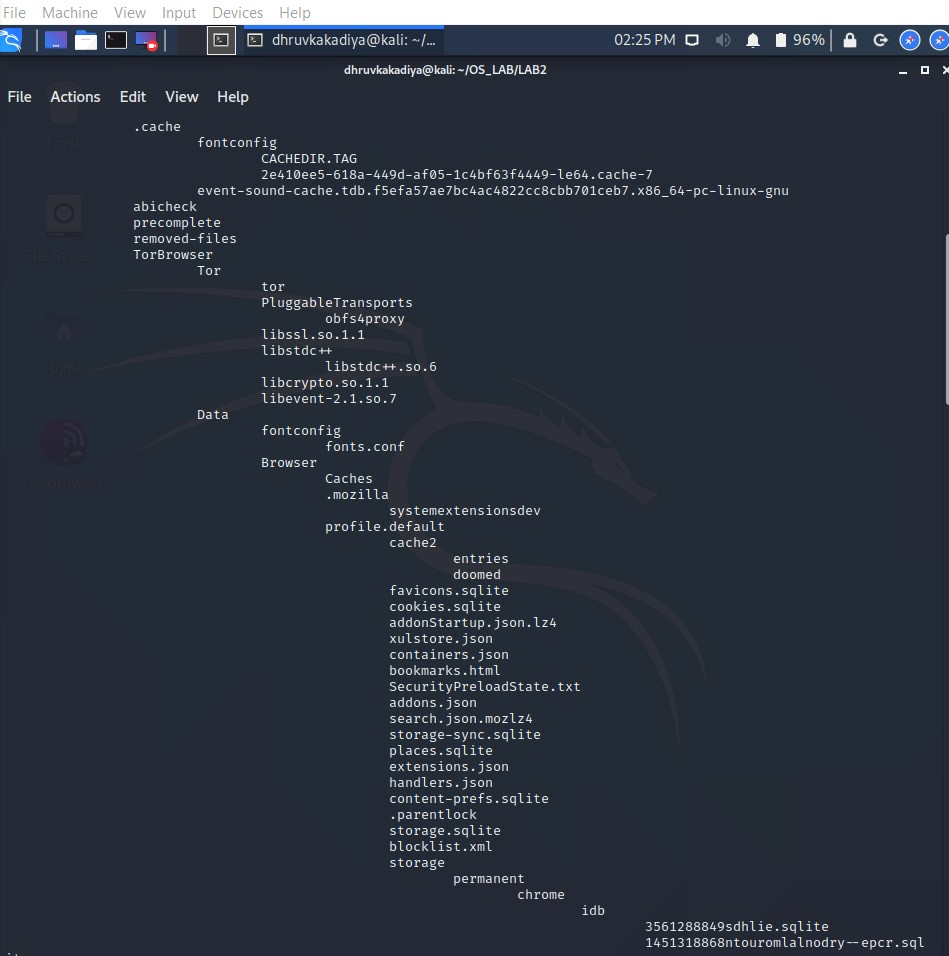 File Machine View Input Devices Help
dhruvkakadiya@kali: ~/... 02:25 PM 96%
dhruvkakadiya@kali: ~/OS_LAB/LAB2
File Actions Edit View Help
.cache
fontconfig
CACHEDIR.TAG
2e410ee5-618a-449d-af05-1c4bf63f4449-le64.cache-7
event-sound-cache.tdb.f5efa57ae7bc4ac4822cc8cbb701ceb7.x86_64-pc-linux-gnu
abicheck
precomplete
removed-files
TorBrowser
Tor
tor
PluggableTransports
obfs4proxy
libssl.so.1.1
libstdc++
libstdc++.so.6
libcrypto.so.1.1
libevent-2.1.so.7
Data
fontconfig
fonts.conf
Browser
Caches
.mozilla
systemextensionsdev
profile.default
cache2
entries
doomed
favicons.sqlite
cookies.sqlite
addonStartup.json.lz4
xulstore.json
containers.json
bookmarks.html
SecurityPreloadState.txt
addons.json
search.json.mozlz4
storage-sync.sqlite
places.sqlite
extensions.json
handlers.json
content-prefs.sqlite
.parentlock
storage.sqlite
blocklist.xml
storage
permanent
chrome
idb
3561288849sdhlie.sqlite
1451318868ntouromlalnodry--epcr.sql
Trash
File System
Home
Tor Browser